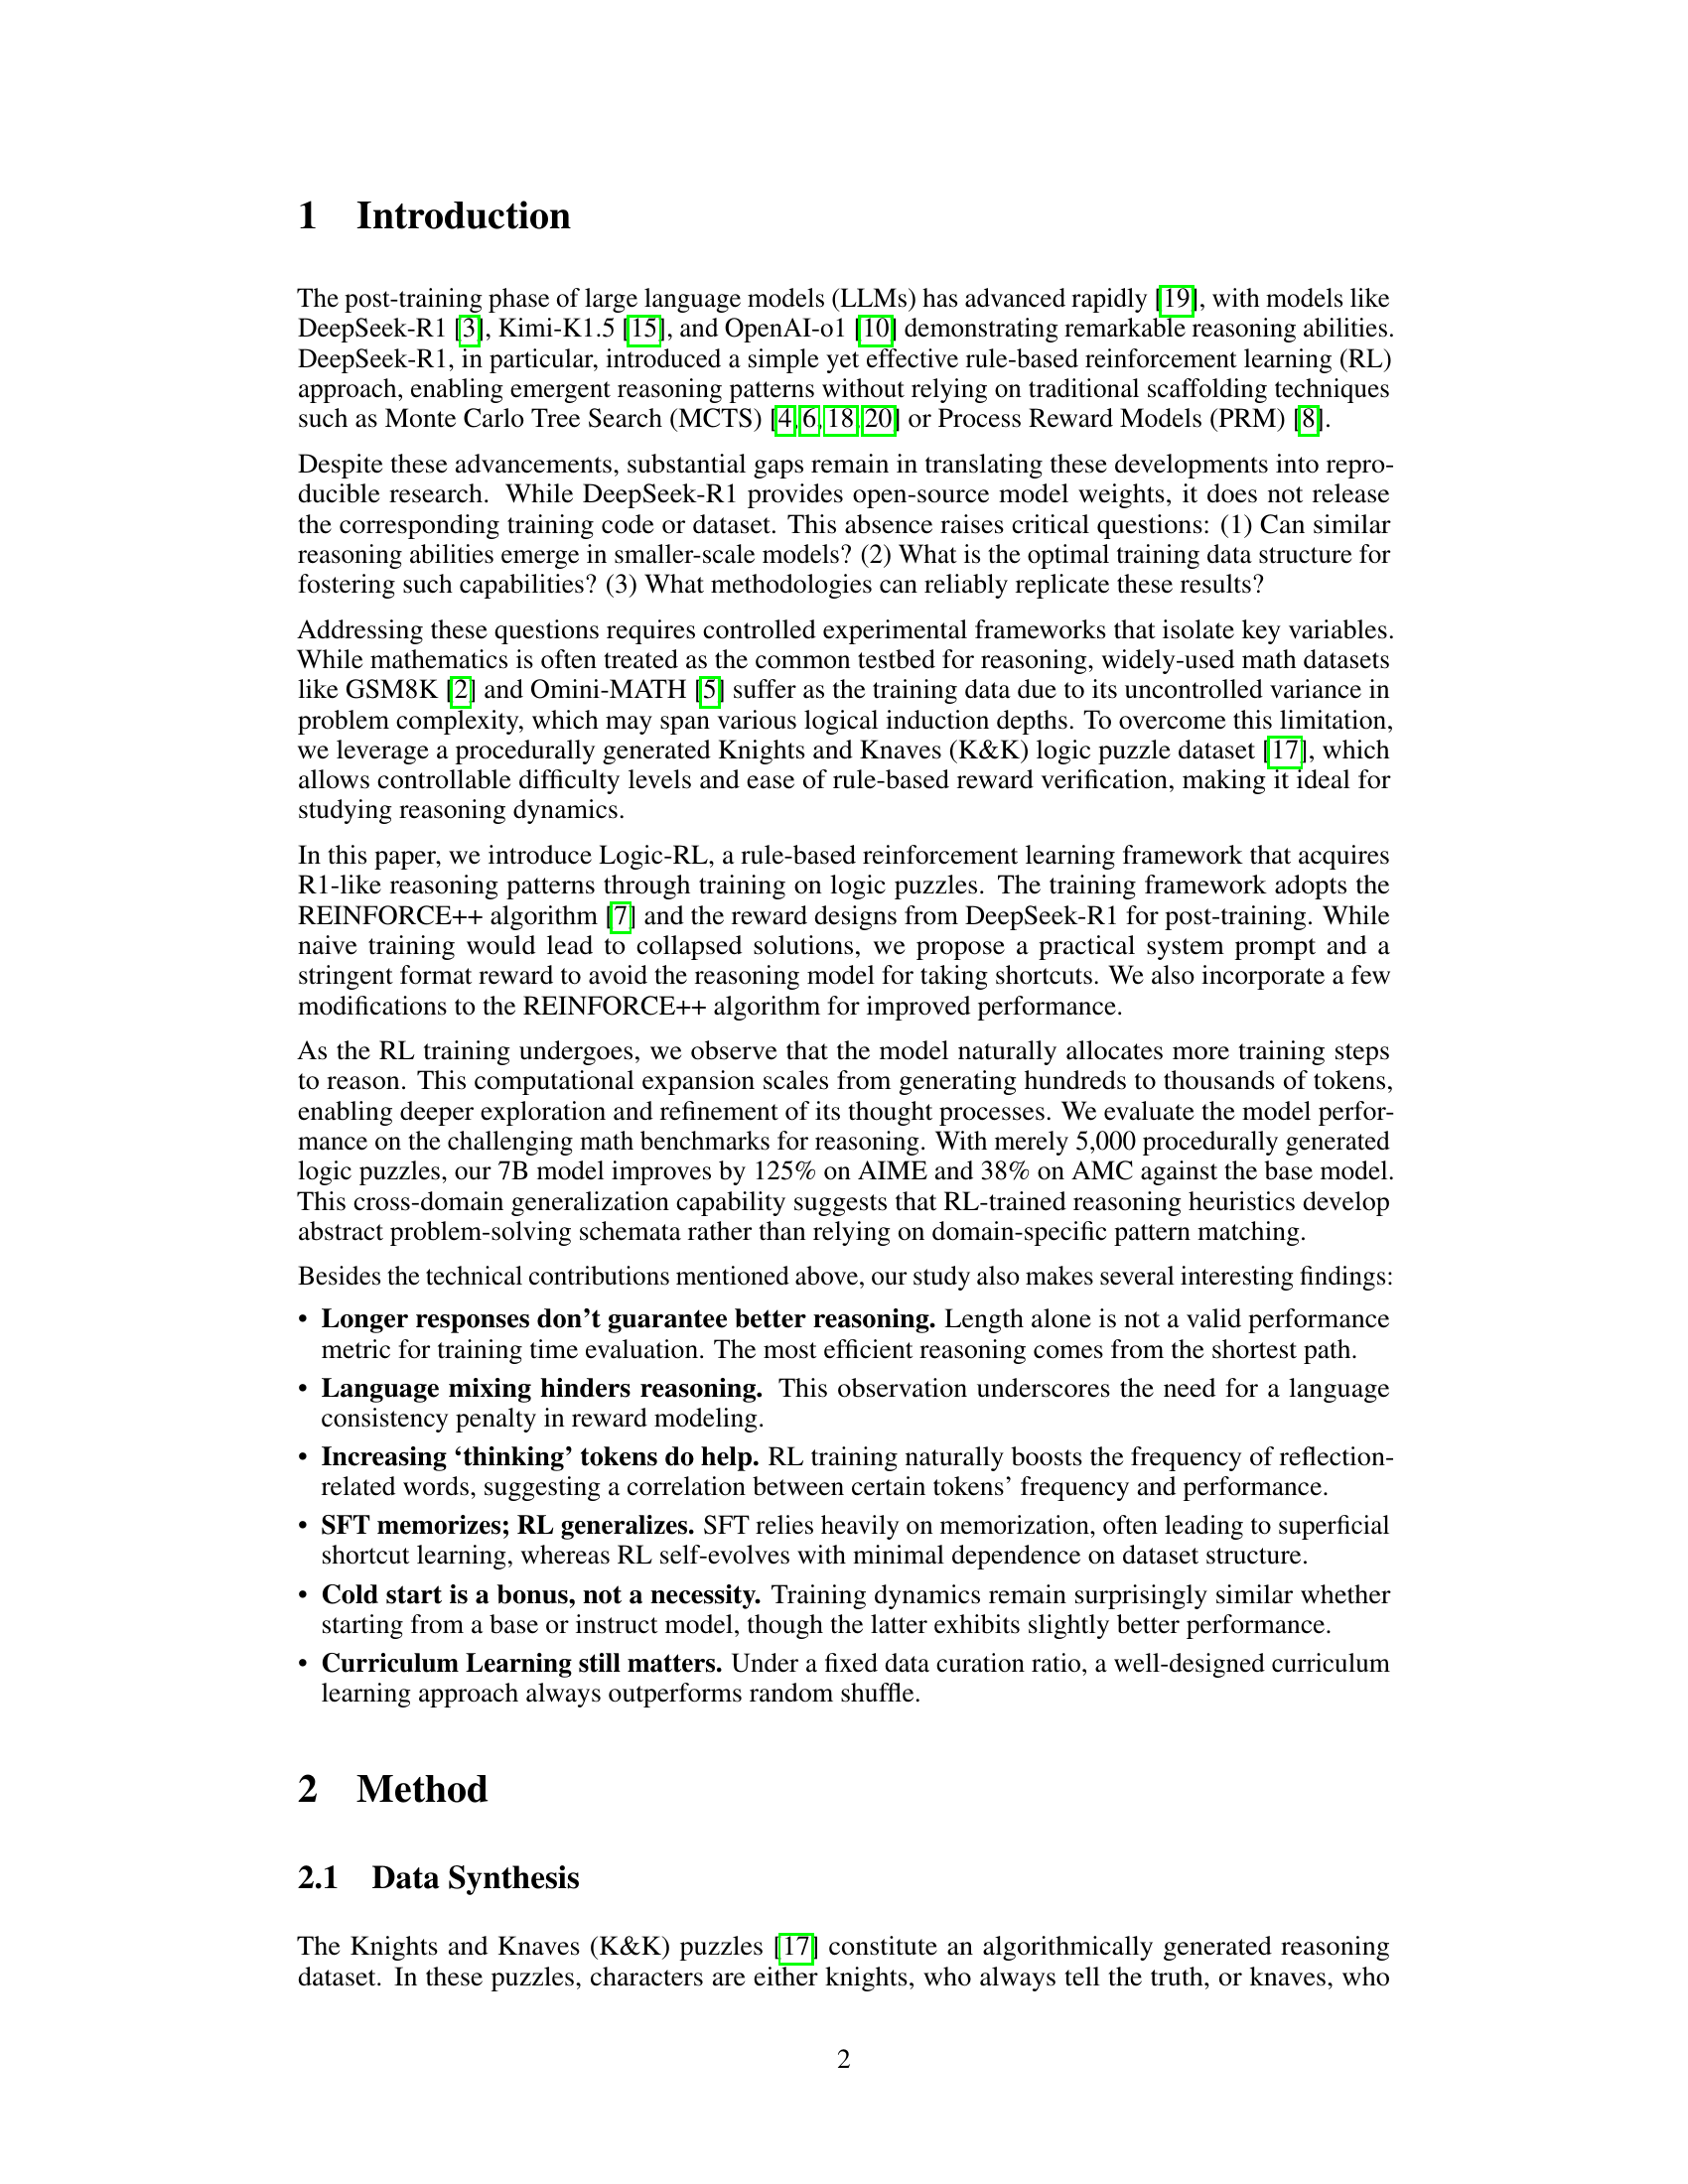 1 Introduction
The post-training phase of large language models (LLMs) has advanced rapidly [19], with models like
DeepSeek-R1 [3], Kimi-K1.5 [15], and OpenAI-o1 [10] demonstrating remarkable reasoning abilities.
DeepSeek-R1, in particular, introduced a simple yet effective rule-based reinforcement learning (RL)
approach, enabling emergent reasoning patterns without relying on traditional scaffolding techniques
such as Monte Carlo Tree Search (MCTS) [4, 6, 18, 20] or Process Reward Models (PRM) [8].
Despite these advancements, substantial gaps remain in translating these developments into repro-
ducible research. While DeepSeek-R1 provides open-source model weights, it does not release
the corresponding training code or dataset. This absence raises critical questions: (1) Can similar
reasoning abilities emerge in smaller-scale models? (2) What is the optimal training data structure for
fostering such capabilities? (3) What methodologies can reliably replicate these results?
Addressing these questions requires controlled experimental frameworks that isolate key variables.
While mathematics is often treated as the common testbed for reasoning, widely-used math datasets
like GSM8K [2] and Omini-MATH [5] suffer as the training data due to its uncontrolled variance in
problem complexity, which may span various logical induction depths. To overcome this limitation,
we leverage a procedurally generated Knights and Knaves (K&K) logic puzzle dataset [17], which
allows controllable difficulty levels and ease of rule-based reward verification, making it ideal for
studying reasoning dynamics.
In this paper, we introduce Logic-RL, a rule-based reinforcement learning framework that acquires
R1-like reasoning patterns through training on logic puzzles. The training framework adopts the
REINFORCE++ algorithm [7] and the reward designs from DeepSeek-R1 for post-training. While
naive training would lead to collapsed solutions, we propose a practical system prompt and a
stringent format reward to avoid the reasoning model for taking shortcuts. We also incorporate a few
modifications to the REINFORCE++ algorithm for improved performance.
As the RL training undergoes, we observe that the model naturally allocates more training steps
to reason. This computational expansion scales from generating hundreds to thousands of tokens,
enabling deeper exploration and refinement of its thought processes. We evaluate the model perfor-
mance on the challenging math benchmarks for reasoning. With merely 5,000 procedurally generated
logic puzzles, our 7B model improves by 125% on AIME and 38% on AMC against the base model.
This cross-domain generalization capability suggests that RL-trained reasoning heuristics develop
abstract problem-solving schemata rather than relying on domain-specific pattern matching.
Besides the technical contributions mentioned above, our study also makes several interesting findings:
• Longer responses don't guarantee better reasoning. Length alone is not a valid performance
metric for training time evaluation. The most efficient reasoning comes from the shortest path.
• Language mixing hinders reasoning. This observation underscores the need for a language
consistency penalty in reward modeling.
• Increasing ‘thinking’ tokens do help. RL training naturally boosts the frequency of reflection-
related words, suggesting a correlation between certain tokens’ frequency and performance.
• SFT memorizes; RL generalizes. SFT relies heavily on memorization, often leading to superficial
shortcut learning, whereas RL self-evolves with minimal dependence on dataset structure.
• Cold start is a bonus, not a necessity. Training dynamics remain surprisingly similar whether
starting from a base or instruct model, though the latter exhibits slightly better performance.
• Curriculum Learning still matters. Under a fixed data curation ratio, a well-designed curriculum
learning approach always outperforms random shuffle.
2 Method
2.1 Data Synthesis
The Knights and Knaves (K&K) puzzles [17] constitute an algorithmically generated reasoning
dataset. In these puzzles, characters are either knights, who always tell the truth, or knaves, who
2